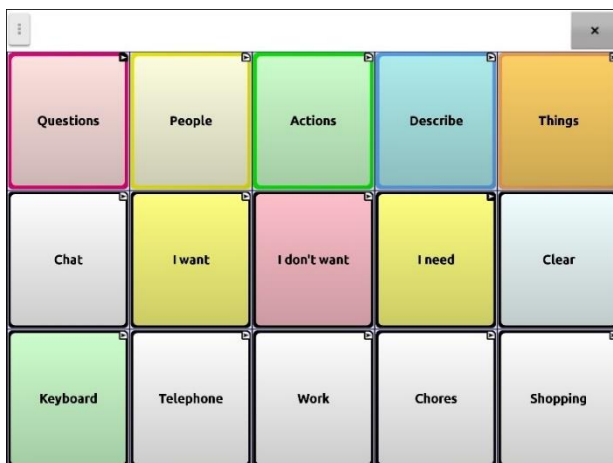 Questions
People
Actions
Describe
Things
Chat
I want
I don't want
I need
Clear
Keyboard
Telephone
Work
Chores
Shopping